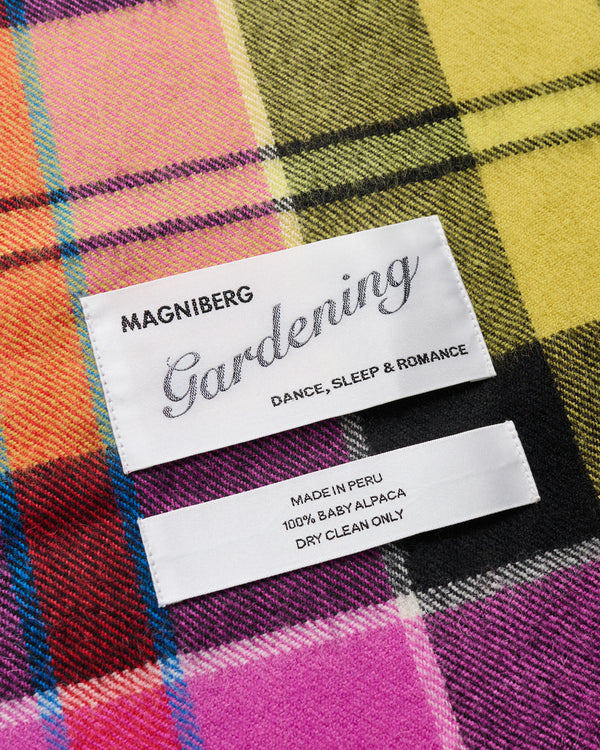 MAGNIBERG
Gardening
DANCE, SLEEP & ROMANCE
MADE IN PERU
100% BABY ALPACA
DRY CLEAN ONLY